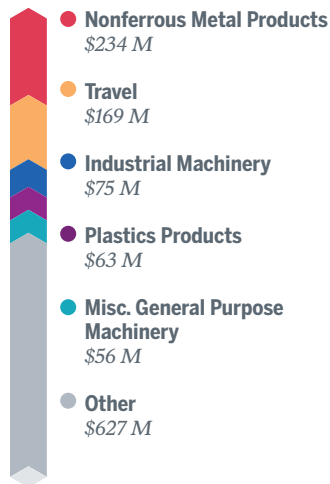 Nonferrous Metal Products
$234 M
Travel
$169 M
Industrial Machinery
$75 M
Plastics Products
$63 M
Misc. General Purpose
Machinery
$56 M
Other
$627 M